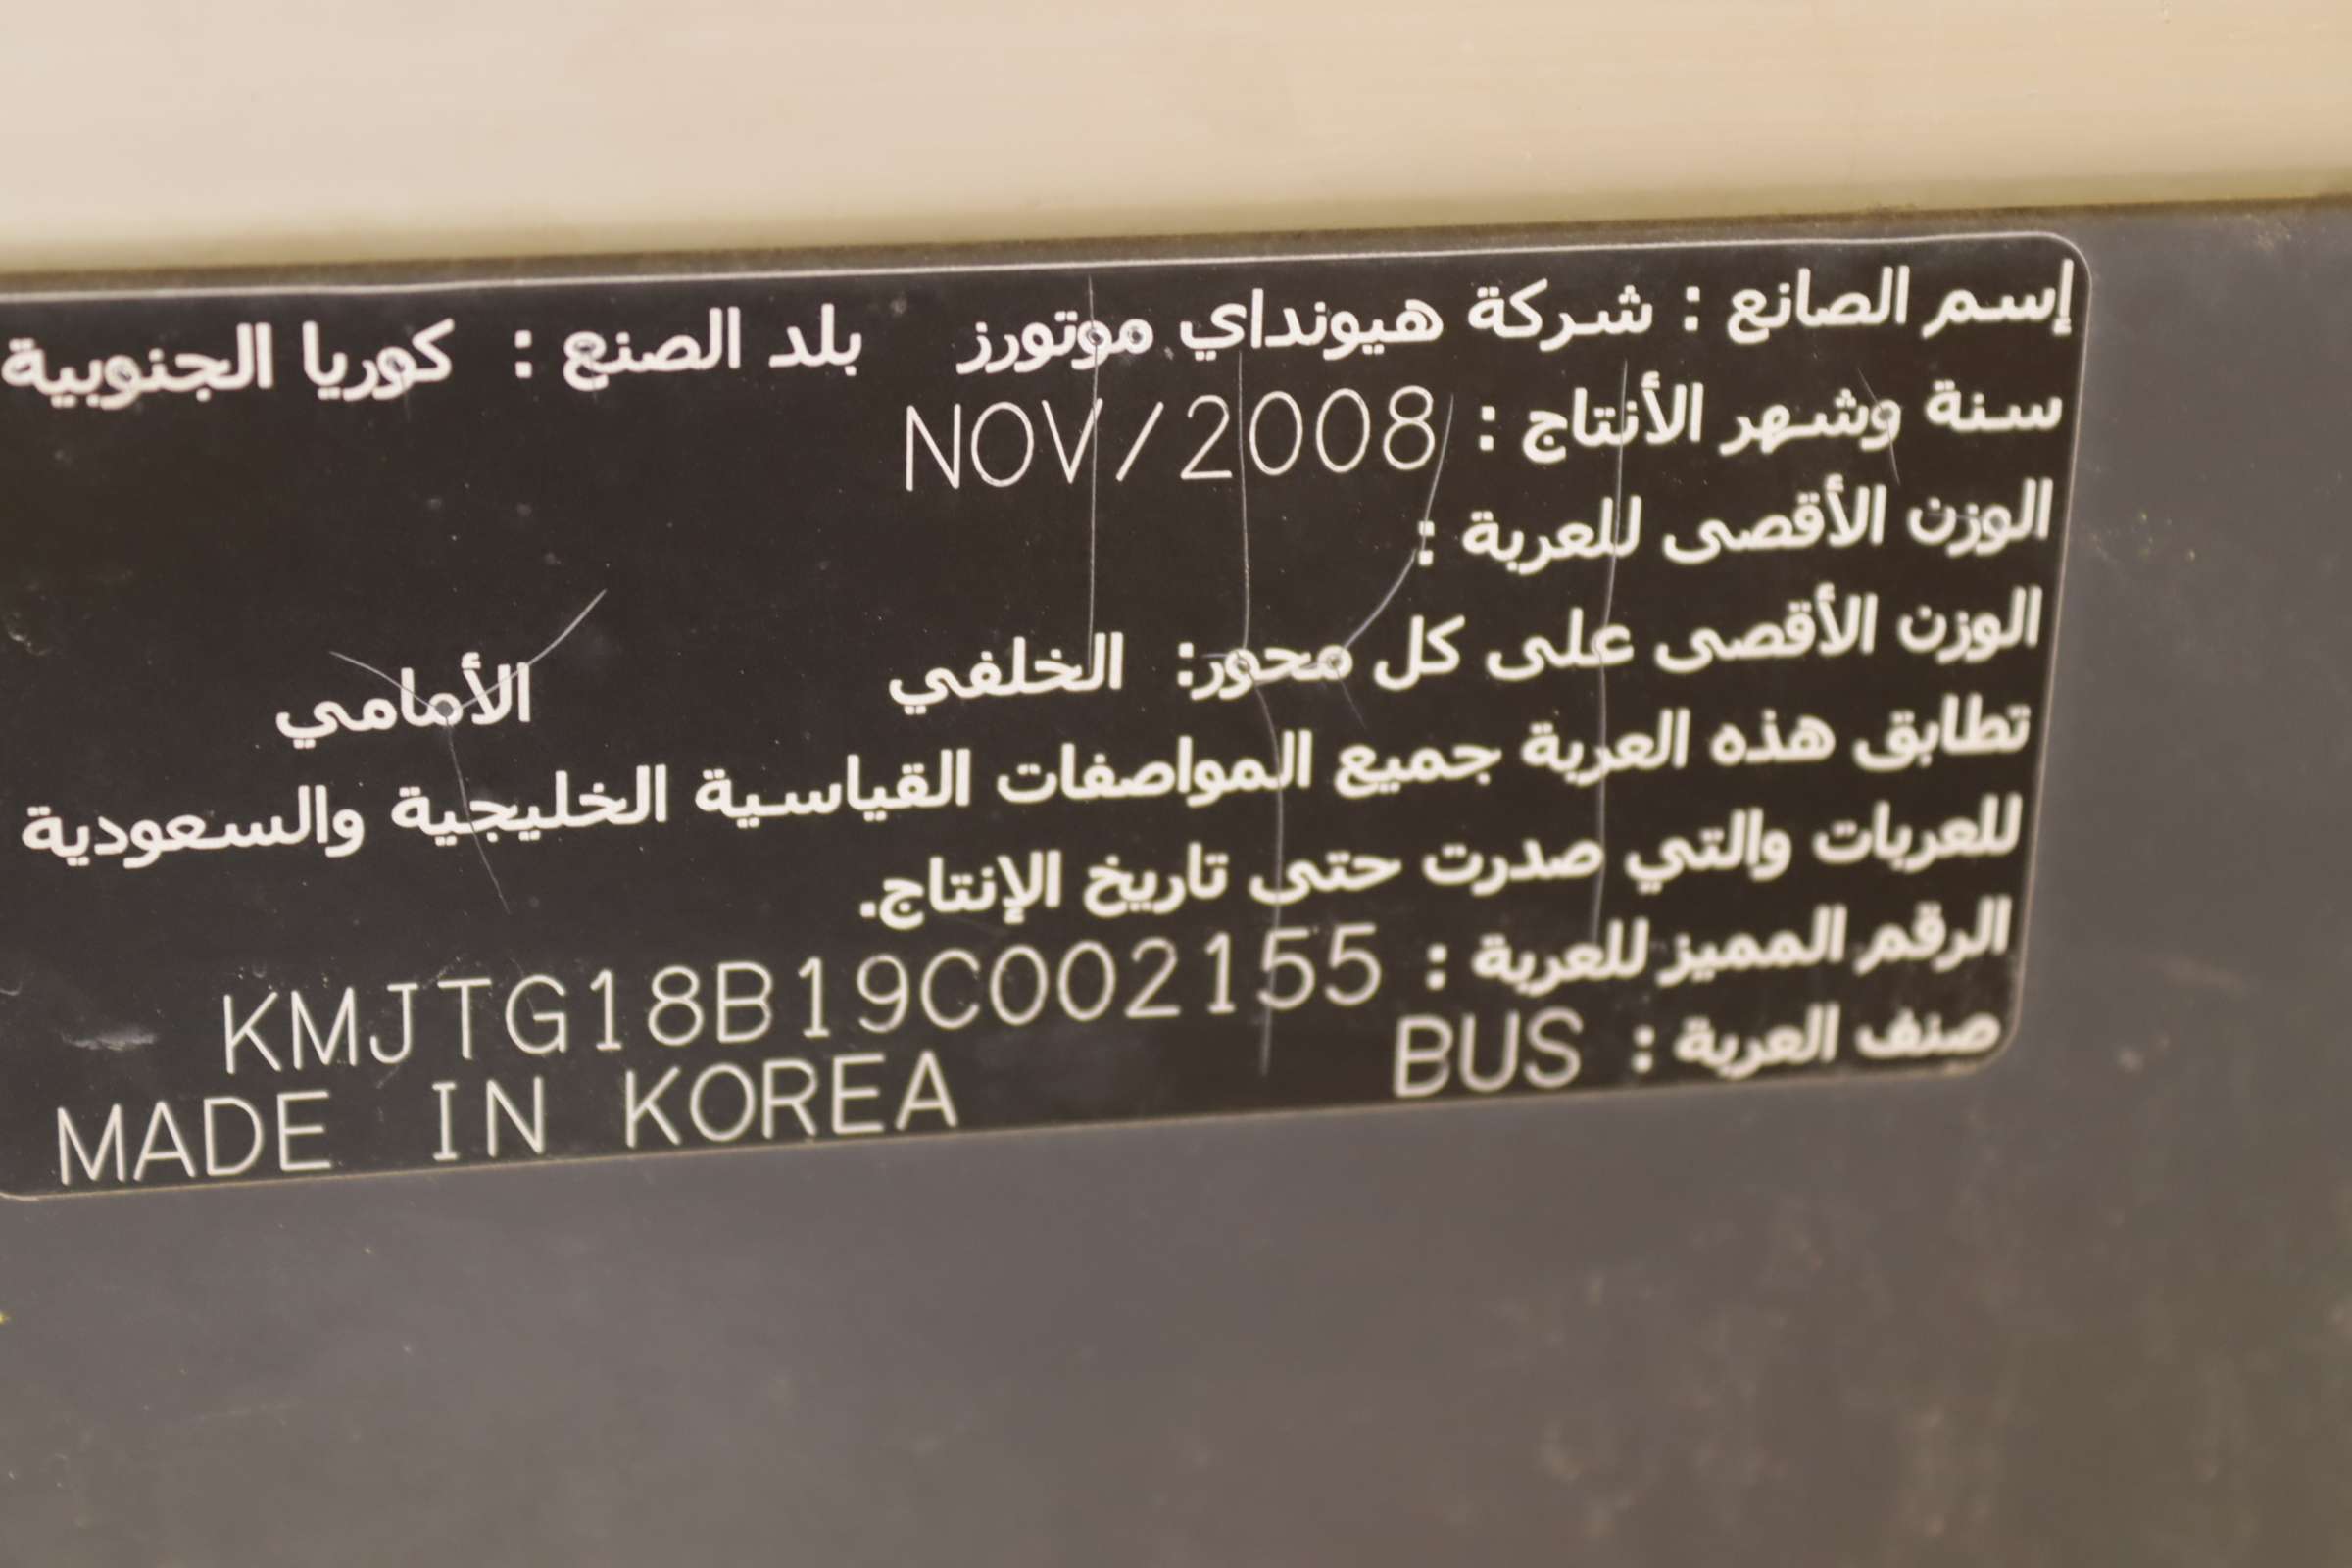 إسم الصانع : شركة هيونداي موتورز بلد الصنع : كوريا الجنوبية
سنة وشهر الأنتاج : NOV/2008
الوزن الأقصى للعربة :
الوزن الأقصى على كل محور: الخلفي الأمامي
تطابق هذه العربة جميع المواصفات القياسية الخليجية والسعودية
للعربات والتي صدرت حتى تاريخ الإنتاج.
الرقم المميز للعربة : KMJTG18B19C002155
صنف العربة : BUS
MADE IN KOREA